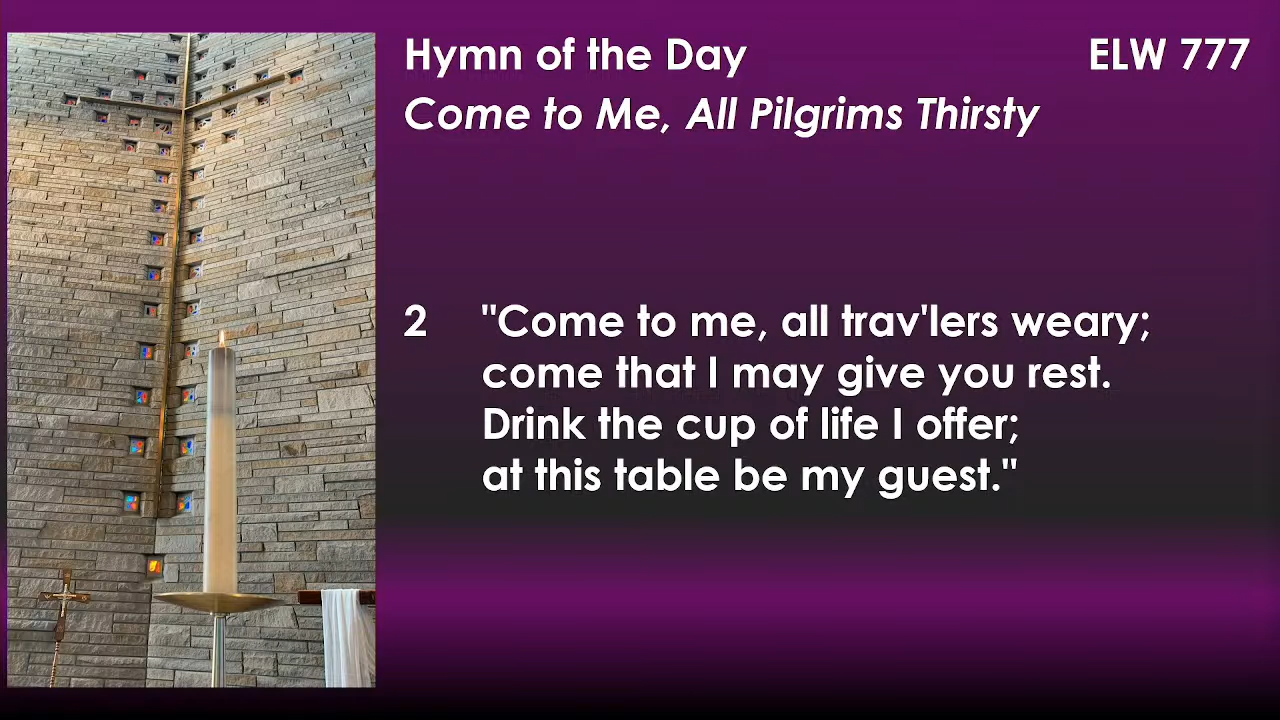 Hymn of the Day ELW 777
Come to Me, All Pilgrims Thirsty
2 "Come to me, all trav'lers weary;
come that I may give you rest.
Drink the cup of life I offer;
at this table be my guest."